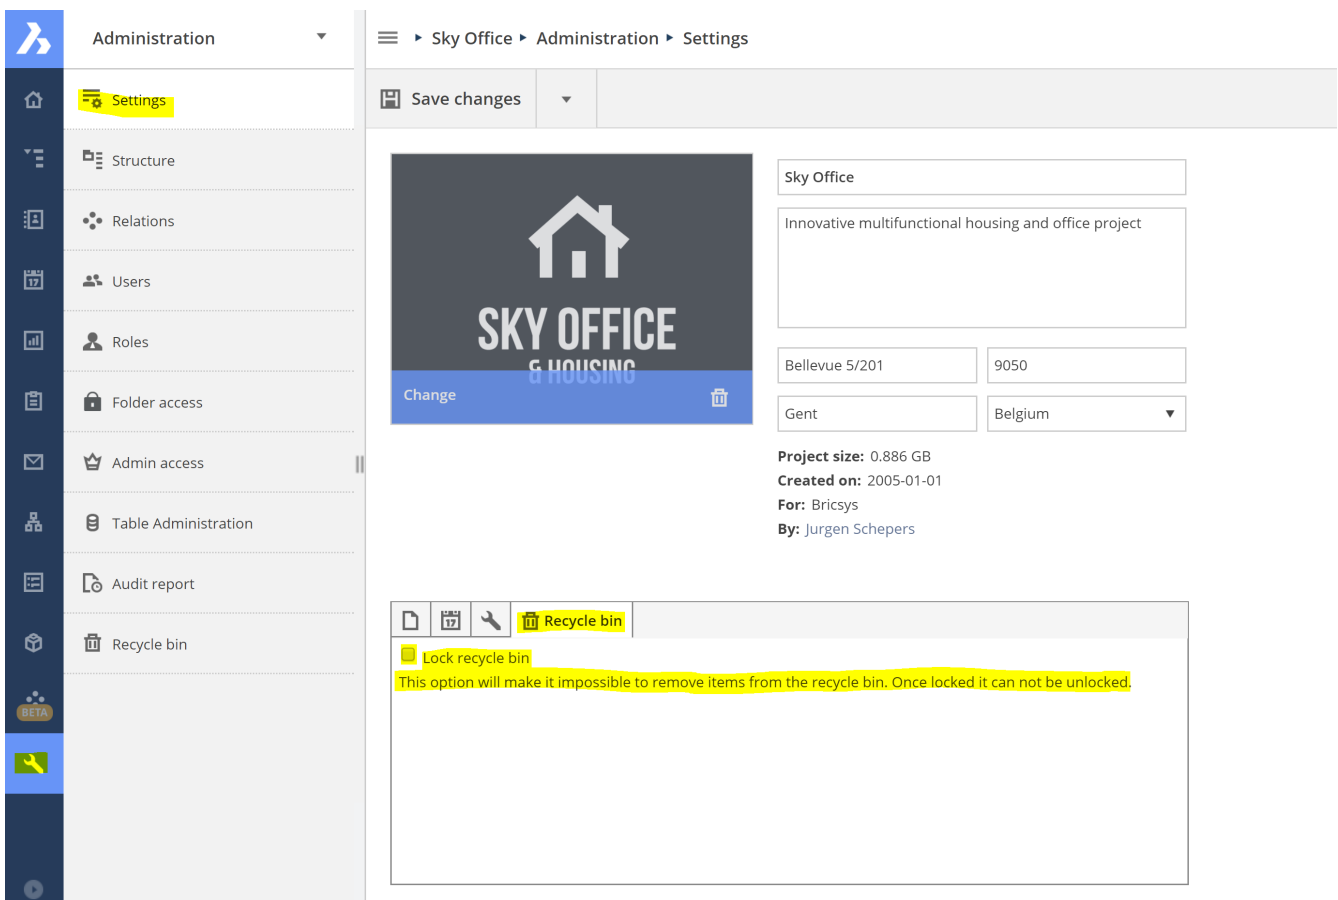 Administration
Sky Office Administration Settings
Settings
Save changes
Structure
Relations
Users
Roles
Folder access
Admin access
Table Administration
Audit report
Recycle bin
BETA
17
SKY OFFICE
& HOUSING
Change
Sky Office
Innovative multifunctional housing and office project
Bellevue 5/201
9050
Gent
Belgium
Project size: 0.886 GB
Created on: 2005-01-01
For: Bricsys
By: Jurgen Schepers
17
Recycle bin
Lock recycle bin
This option will make it impossible to remove items from the recycle bin. Once locked it can not be unlocked.